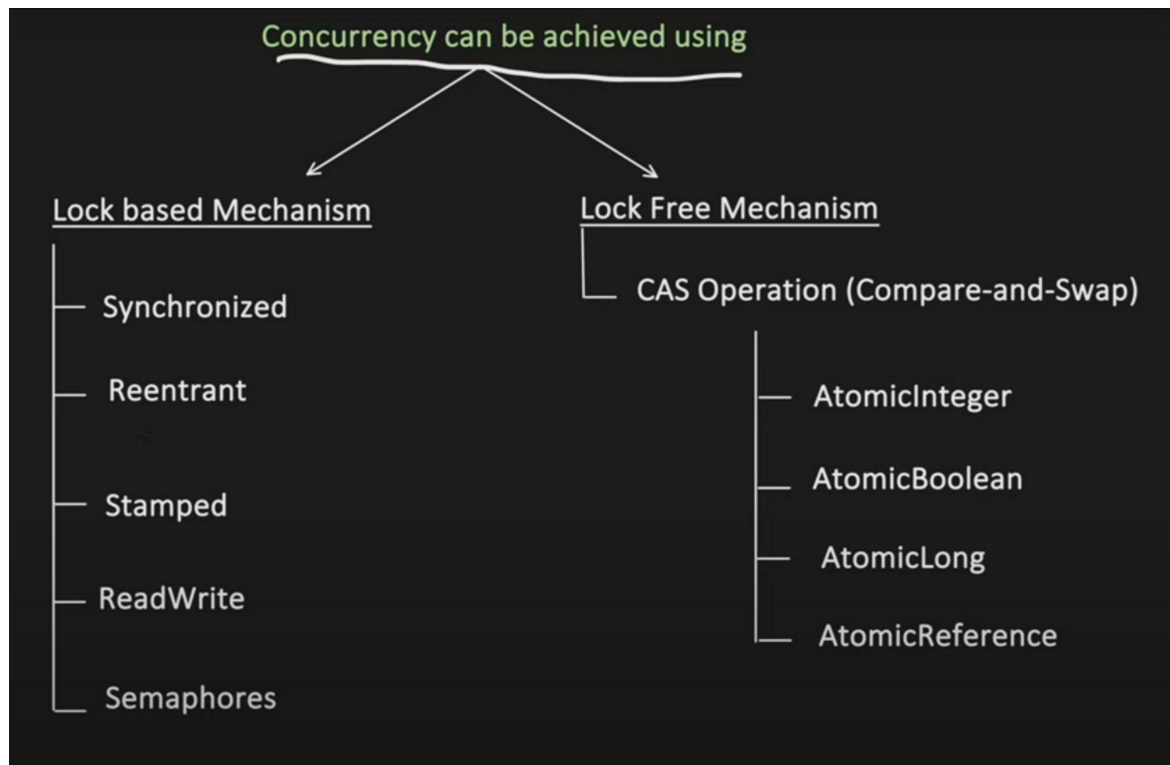 Concurrency can be achieved using
Lock based Mechanism
Synchronized
Reentrant
Stamped
ReadWrite
Semaphores
Lock Free Mechanism
CAS Operation (Compare-and-Swap)
AtomicInteger
AtomicBoolean
AtomicLong
AtomicReference